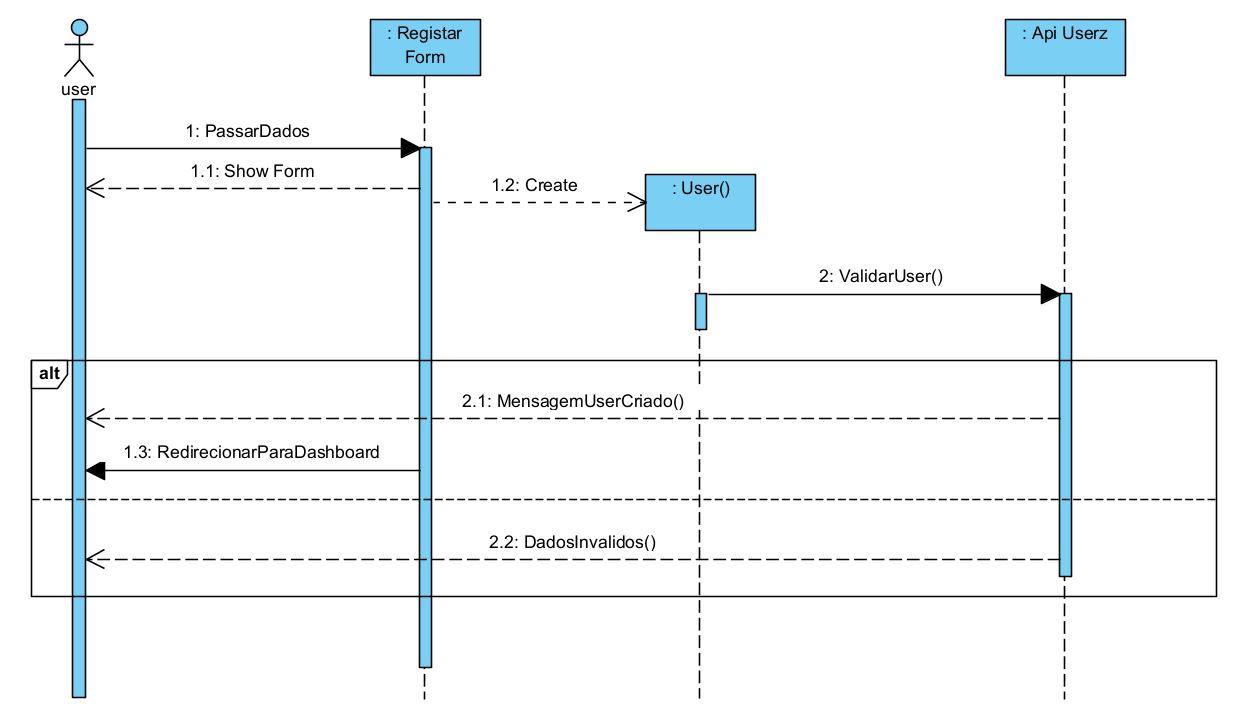 : Registar
Form
: Api Userz
user
1: PassarDados
1.1: Show Form
1.2: Create
: User()
2: ValidarUser()
alt
2.1: MensagemUserCriado()
1.3: RedirecionarParaDashboard
2.2: DadosInvalidos()